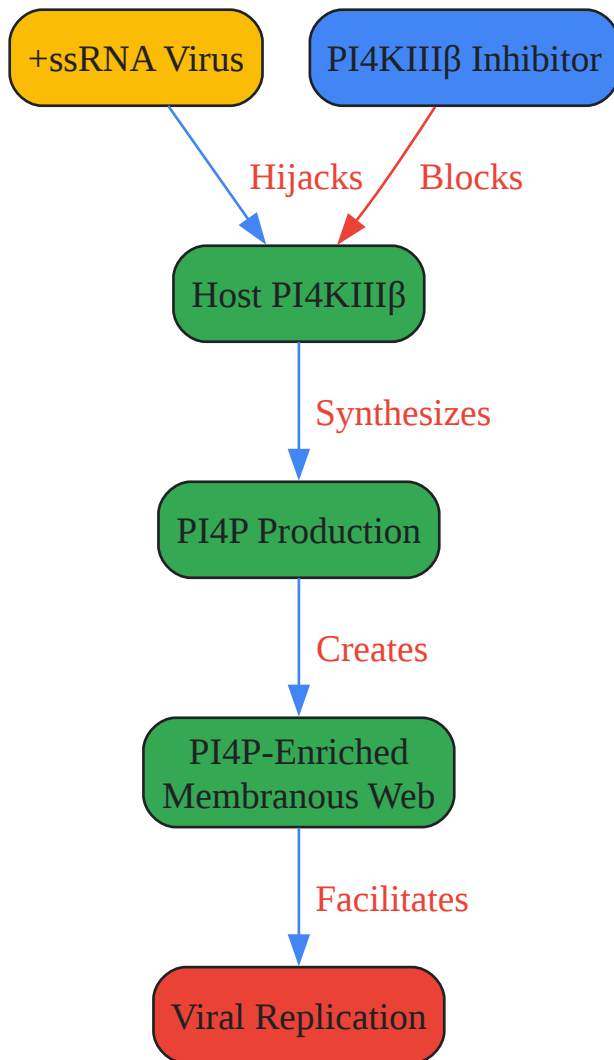 +ssRNA Virus
PI4KIIIβ Inhibitor
Hijacks
Blocks
Host PI4KIIIβ
Synthesizes
PI4P Production
Creates
PI4P-Enriched
Membranous Web
Facilitates
Viral Replication